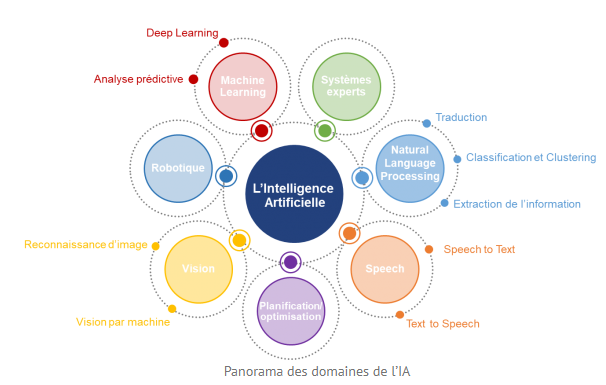 Deep Learning
Analyse prédictive
Machine
Learning
Systèmes
experts
Traduction
Natural
Language
Processing
Classification et Clustering
Extraction de l'information
Robotique
L'Intelligence
Artificielle
Reconnaissance d'image
Vision
Vision par machine
Speech
Speech to Text
Text to Speech
Planification/
optimisation
Panorama des domaines de l'IA